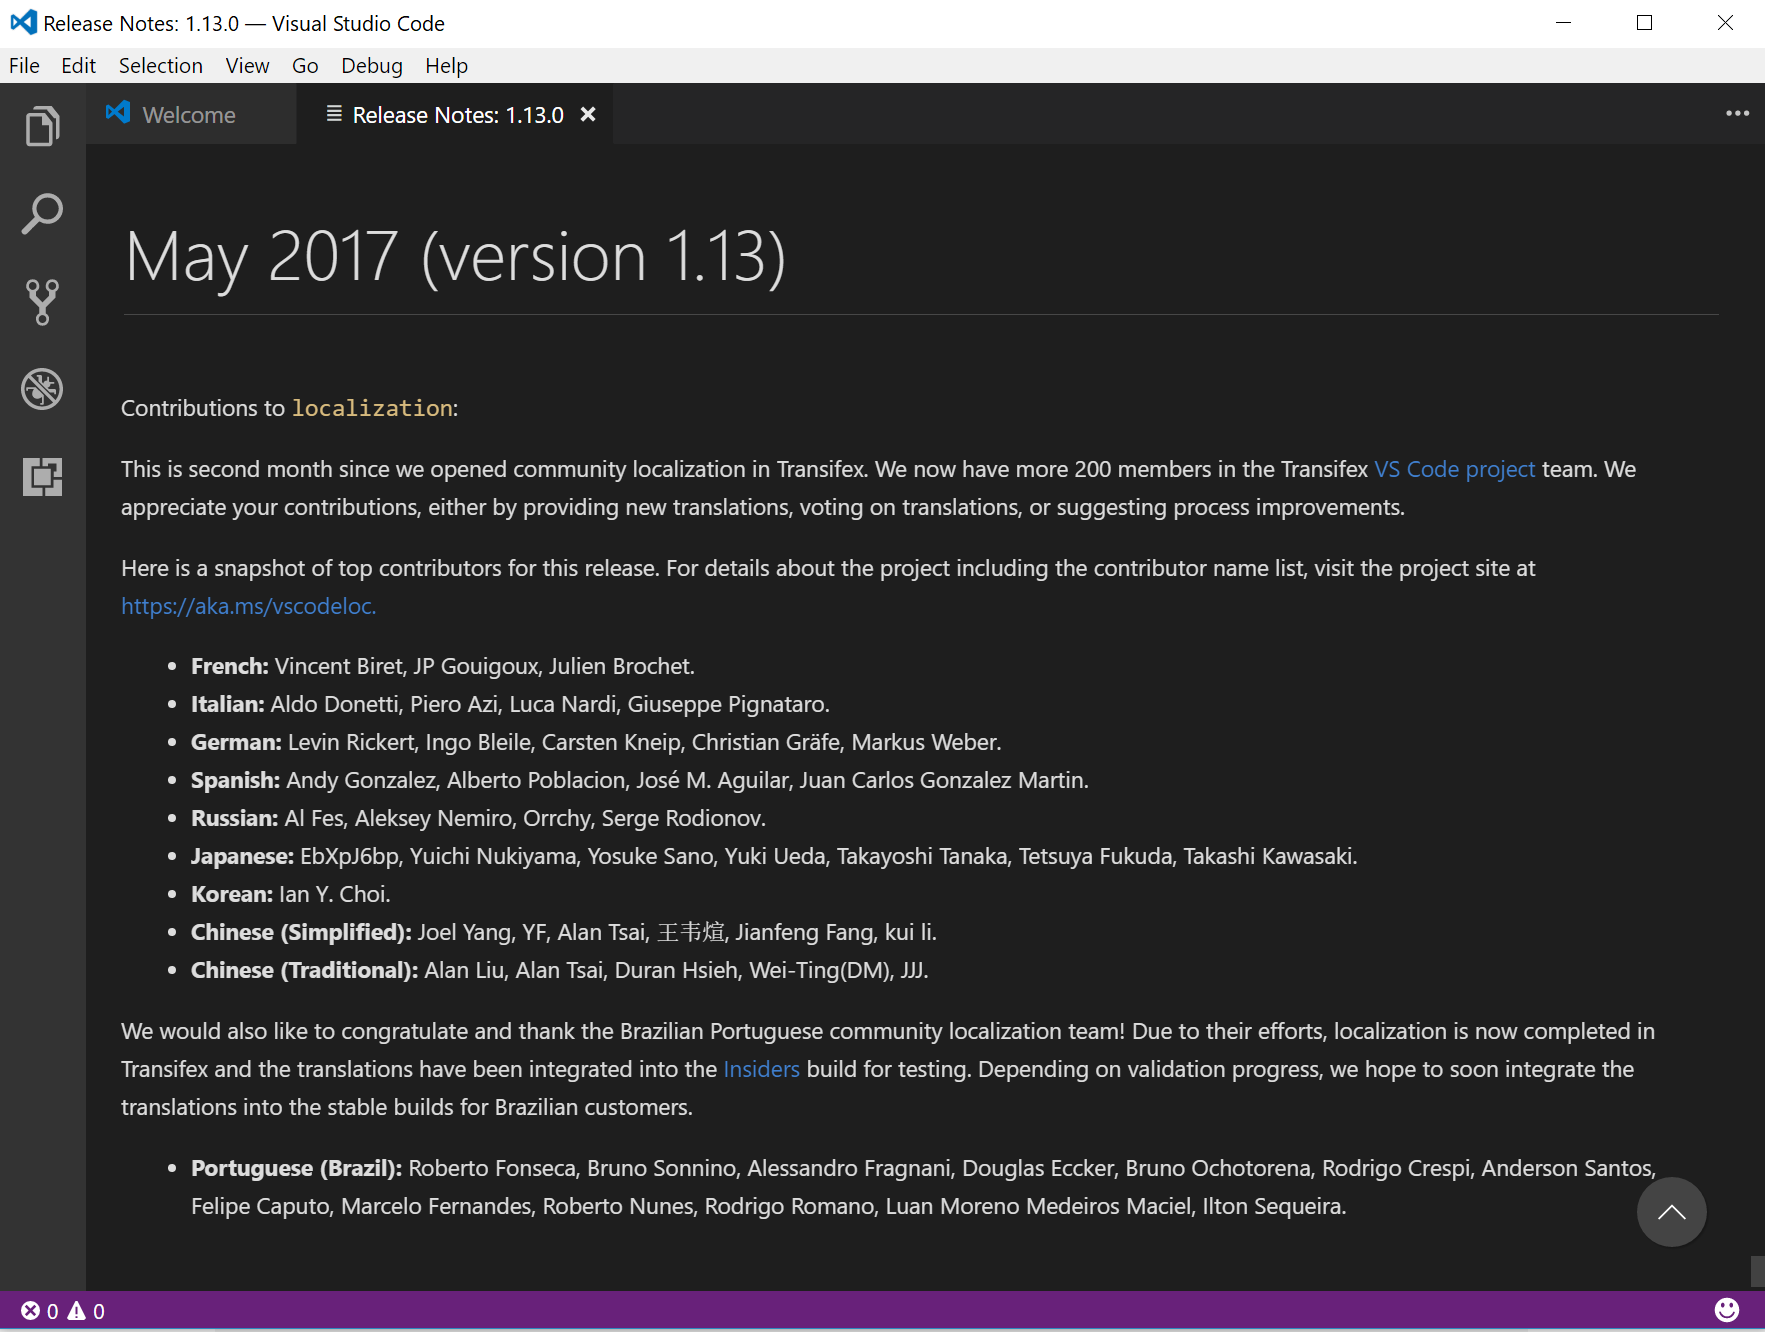 Release Notes: 1.13.0 — Visual Studio Code
File Edit Selection View Go Debug Help
Welcome
Release Notes: 1.13.0
May 2017 (version 1.13)
Contributions to localization:
This is second month since we opened community localization in Transifex. We now have more 200 members in the Transifex VS Code project team. We
appreciate your contributions, either by providing new translations, voting on translations, or suggesting process improvements.
Here is a snapshot of top contributors for this release. For details about the project including the contributor name list, visit the project site at
https://aka.ms/vscodeloc.
• French: Vincent Biret, JP Gouigoux, Julien Brochet.
• Italian: Aldo Donetti, Piero Azi, Luca Nardi, Giuseppe Pignataro.
• German: Levin Rickert, Ingo Bleile, Carsten Kneip, Christian Gräfe, Markus Weber.
• Spanish: Andy Gonzalez, Alberto Poblacion, José M. Aguilar, Juan Carlos Gonzalez Martin.
• Russian: Al Fes, Aleksey Nemiro, Orrchy, Serge Rodionov.
• Japanese: EbXpJ6bp, Yuichi Nukiyama, Yosuke Sano, Yuki Ueda, Takayoshi Tanaka, Tetsuya Fukuda, Takashi Kawasaki.
• Korean: Ian Y. Choi.
• Chinese (Simplified): Joel Yang, YF, Alan Tsai, 王韦煊, Jianfeng Fang, kui li.
• Chinese (Traditional): Alan Liu, Alan Tsai, Duran Hsieh, Wei-Ting(DM), JJJ.
We would also like to congratulate and thank the Brazilian Portuguese community localization team! Due to their efforts, localization is now completed in
Transifex and the translations have been integrated into the Insiders build for testing. Depending on validation progress, we hope to soon integrate the
translations into the stable builds for Brazilian customers.
• Portuguese (Brazil): Roberto Fonseca, Bruno Sonnino, Alessandro Fragnani, Douglas Eccker, Bruno Ochotorena, Rodrigo Crespi, Anderson Santos,
Felipe Caputo, Marcelo Fernandes, Roberto Nunes, Rodrigo Romano, Luan Moreno Medeiros Maciel, Ilton Sequeira.
0 0